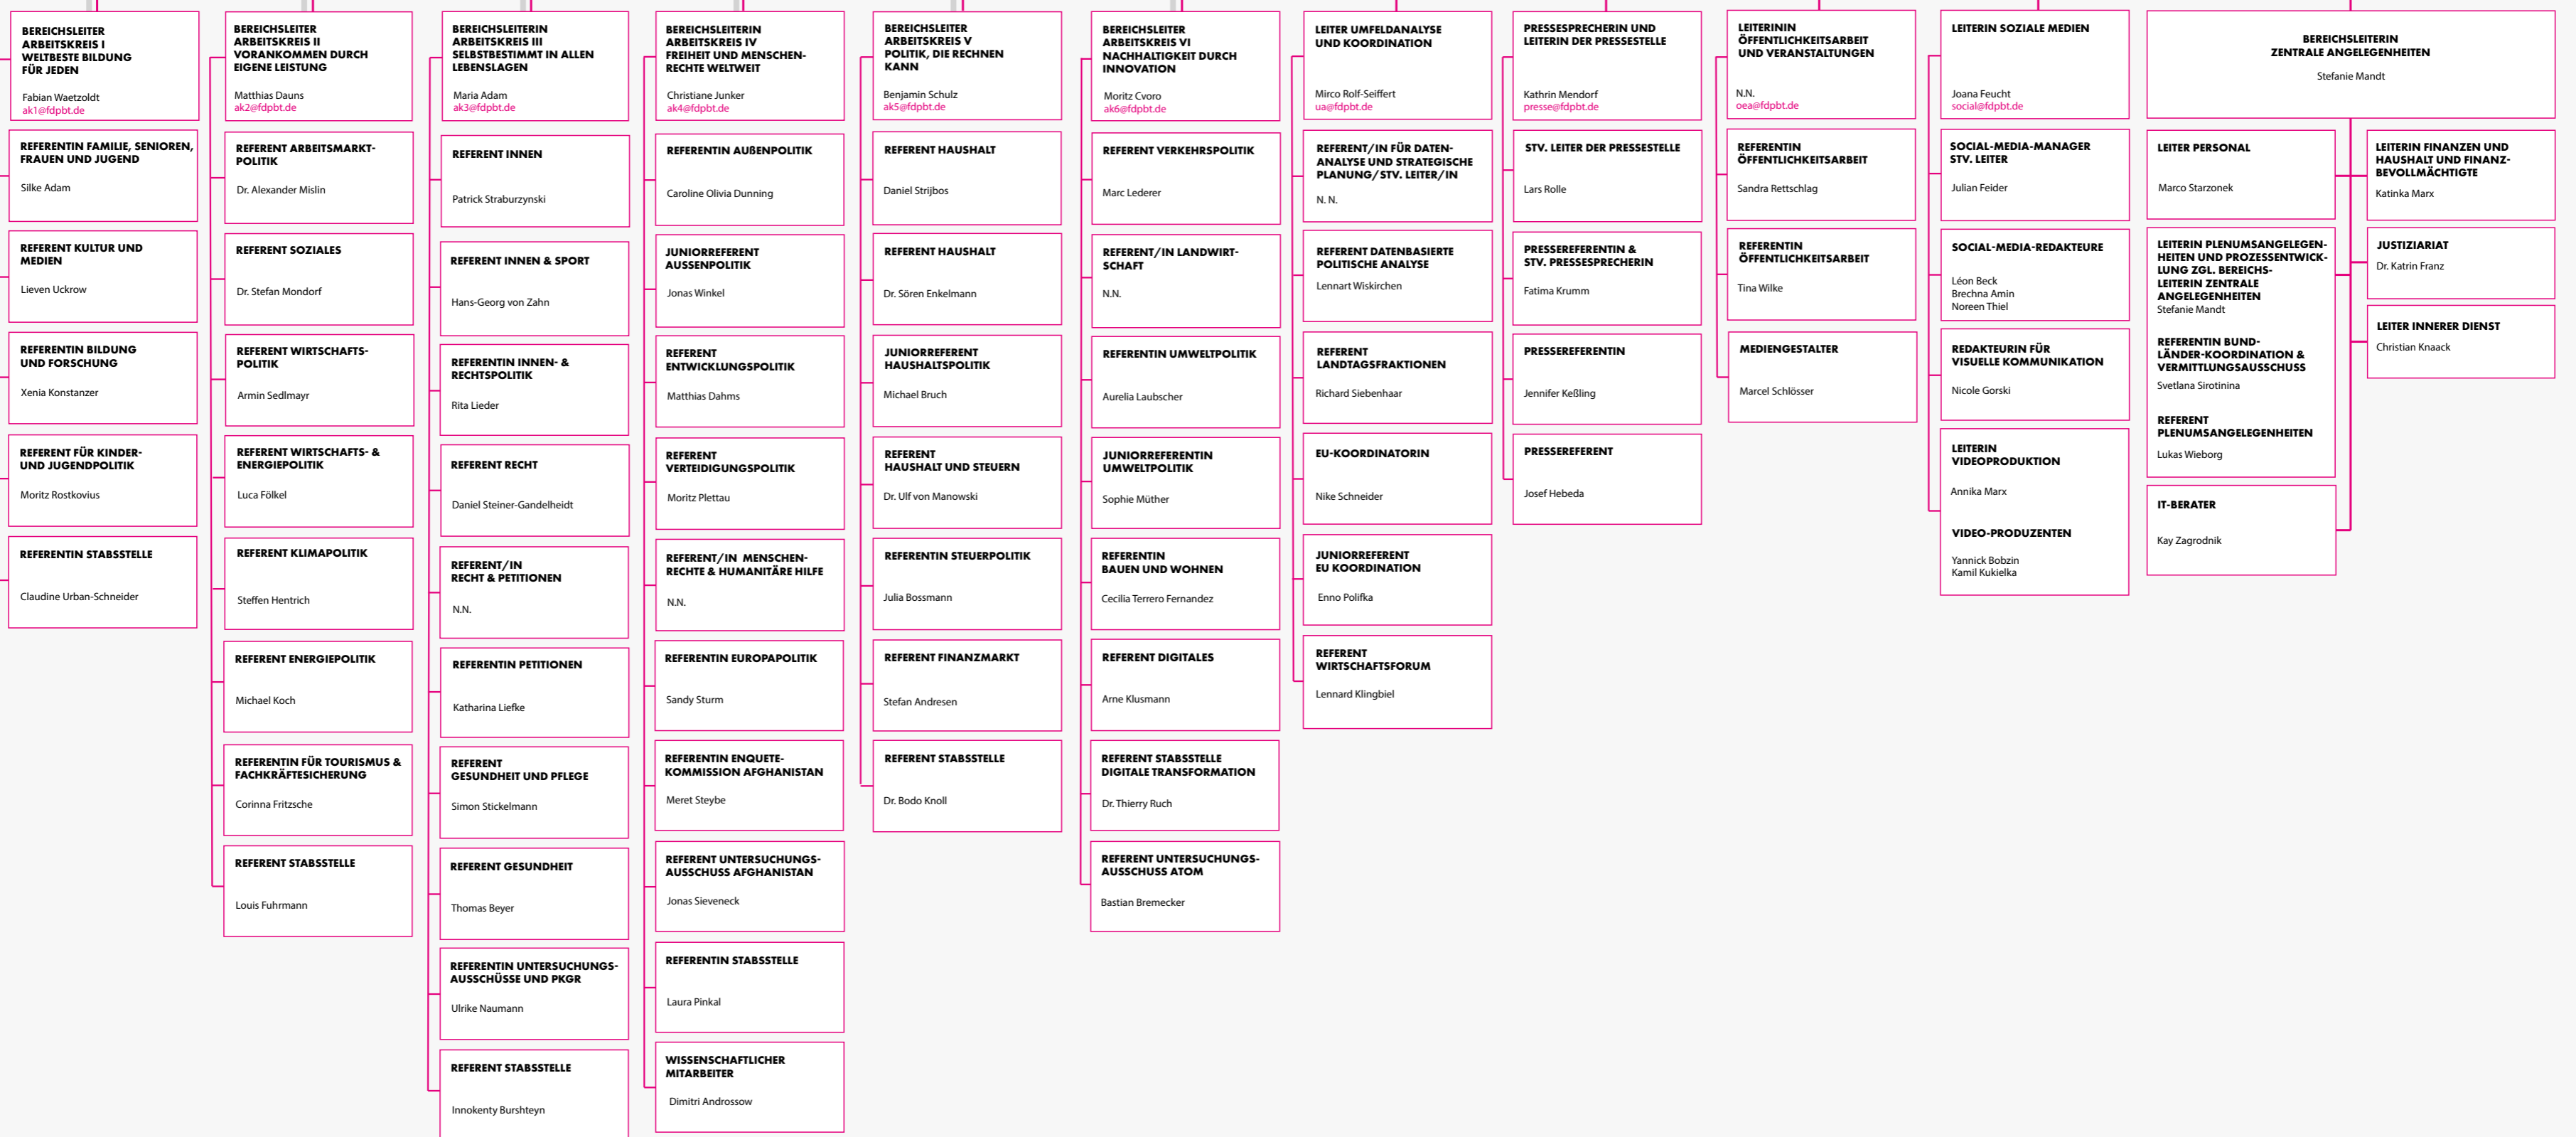 BEREICHSLEITER
ARBEITSKREIS I
WELTBESTE BILDUNG
FÜR JEDEN
Fabian Waetzoldt
ak1@fdpbt.de
REFERENTIN FAMILIE, SENIOREN,
FRAUEN UND JUGEND
Silke Adam
REFERENT KULTUR UND
MEDIEN
Lieven Uckrow
REFERENTIN BILDUNG
UND FORSCHUNG
Xenia Konstanzer
REFERENT FÜR KINDER-
UND JUGENDPOLITIK
Moritz Rostkovius
REFERENTIN STABSSTELLE
Claudine Urban-Schneider
BEREICHSLEITER
ARBEITSKREIS II
VORANKOMMEN DURCH
EIGENE LEISTUNG
Matthias Dauns
ak2@fdpbt.de
REFERENT ARBEITSMARKT-
POLITIK
Dr. Alexander Mislin
REFERENT SOZIALES
Dr. Stefan Mondorf
REFERENT WIRTSCHAFTS-
POLITIK
Armin Sedlmayr
REFERENT WIRTSCHAFTS- &
ENERGIEPOLITIK
Luca Fölkel
REFERENT KLIMAPOLITIK
Steffen Hentrich
REFERENT ENERGIEPOLITIK
Michael Koch
REFERENTIN FÜR TOURISMUS &
FACHKRÄFTESICHERUNG
Corinna Fritzsche
REFERENT STABSSTELLE
Louis Fuhrmann
BEREICHSLEITERIN
ARBEITSKREIS III
SELBSTBESTIMMT IN ALLEN
LEBENSLAGEN
Maria Adam
ak3@fdpbt.de
REFERENT INNEN
Patrick Straburzynski
REFERENT INNEN & SPORT
Hans-Georg von Zahn
REFERENTIN INNEN- &
RECHTSPOLITIK
Rita Lieder
REFERENT RECHT
Daniel Steiner-Gandelheidt
REFERENT/IN
RECHT & PETITIONEN
N.N.
REFERENTIN PETITIONEN
Katharina Liefke
REFERENT
GESUNDHEIT UND PFLEGE
Simon Stickelmann
REFERENT GESUNDHEIT
Thomas Beyer
REFERENTIN UNTERSUCHUNGS-
AUSSCHÜSSE UND PKGR
Ulrike Naumann
REFERENT STABSSTELLE
Innokenty Burshteyn
BEREICHSLEITERIN
ARBEITSKREIS IV
FREIHEIT UND MENSCHEN-
RECHTE WELTWEIT
Christiane Junker
ak4@fdpbt.de
REFERENTIN AUßENPOLITIK
Caroline Olivia Dunning
JUNIORREFERENT
AUSSENPOLITIK
Jonas Winkel
REFERENT
ENTWICKLUNGSPOLITIK
Matthias Dahms
REFERENT
VERTEIDIGUNGSPOLITIK
Moritz Plettau
REFERENT/IN MENSCHEN-
RECHTE & HUMANITÄRE HILFE
N.N.
REFERENTIN EUROPAPOLITIK
Sandy Sturm
REFERENTIN ENQUETE-
KOMMISSION AFGHANISTAN
Meret Steybe
REFERENT UNTERSUCHUNGS-
AUSSCHUSS AFGHANISTAN
Jonas Sieveneck
REFERENTIN STABSSTELLE
Laura Pinkal
WISSENSCHAFTLICHER
MITARBEITER
Dimitri Androssow
BEREICHSLEITER
ARBEITSKREIS V
POLITIK, DIE RECHNEN
KANN
Benjamin Schulz
ak5@fdpbt.de
REFERENT HAUSHALT
Daniel Strijbos
REFERENT HAUSHALT
Dr. Sören Enkelmann
JUNIORREFERENT
HAUSHALTSPOLITIK
Michael Bruch
REFERENT
HAUSHALT UND STEUERN
Dr. Ulf von Manowski
REFERENTIN STEUERPOLITIK
Julia Bossmann
REFERENT FINANZMARKT
Stefan Andresen
REFERENT STABSSTELLE
Dr. Bodo Knoll
BEREICHSLEITER
ARBEITSKREIS VI
NACHHALTIGKEIT DURCH
INNOVATION
Moritz Cvoro
ak6@fdpbt.de
REFERENT VERKEHRSPOLITIK
Marc Lederer
REFERENT/IN LANDWIRT-
SCHAFT
N.N.
REFERENTIN UMWELTPOLITIK
Aurelia Laubscher
JUNIORREFERENTIN
UMWELTPOLITIK
Sophie Müther
REFERENTIN
BAUEN UND WOHNEN
Cecilia Terrero Fernandez
REFERENT DIGITALES
Arne Klusmann
REFERENT STABSSTELLE
DIGITALE TRANSFORMATION
Dr. Thierry Ruch
REFERENT UNTERSUCHUNGS-
AUSSCHUSS ATOM
Bastian Bremecker
LEITER UMFELDANALYSE
UND KOORDINATION
Mirco Rolf-Seiffert
ua@fdpbt.de
REFERENT/IN FÜR DATEN-
ANALYSE UND STRATEGISCHE
PLANUNG/STV. LEITER/IN
N. N.
REFERENT DATENBASIERTE
POLITISCHE ANALYSE
Lennart Wiskirchen
REFERENT
LANDTAGSFRAKTIONEN
Richard Siebenhaar
EU-KOORDINATORIN
Nike Schneider
JUNIORREFERENT
EU KOORDINATION
Enno Polifka
REFERENT
WIRTSCHAFTSFORUM
Lennard Klingbiel
PRESSESPRECHERIN UND
LEITERIN DER PRESSESTELLE
Kathrin Mendorf
presse@fdpbt.de
STV. LEITER DER PRESSESTELLE
Lars Rolle
PRESSEREFERENTIN &
STV. PRESSESPRECHERIN
Fatima Krumm
PRESSEREFERENTIN
Jennifer Keßling
PRESSEREFERENT
Josef Hebeda
LEITERININ
ÖFFENTLICHKEITSARBEIT
UND VERANSTALTUNGEN
N.N.
oea@fdpbt.de
REFERENTIN
ÖFFENTLICHKEITSARBEIT
Sandra Rettschlag
REFERENTIN
ÖFFENTLICHKEITSARBEIT
Tina Wilke
MEDIENGESTALTER
Marcel Schlösser
LEITERIN SOZIALE MEDIEN
Joana Feucht
social@fdpbt.de
SOCIAL-MEDIA-MANAGER
STV. LEITER
Julian Feider
SOCIAL-MEDIA-REDAKTEURE
Léon Beck
Brechna Amin
Noreen Thiel
REDAKTEURIN FÜR
VISUELLE KOMMUNIKATION
Nicole Gorski
LEITERIN
VIDEOPRODUKTION
Annika Marx
VIDEO-PRODUZENTEN
Yannick Bobzin
Kamil Kukielka
BEREICHSLEITERIN
ZENTRALE ANGELEGENHEITEN
Stefanie Mandt
LEITER PERSONAL
Marco Starzonek
LEITERIN PLENUMSANGELEGEN-
HEITEN UND PROZESSENTWICK-
LUNG ZGL. BEREICHS-
LEITERIN ZENTRALE
ANGELEGENHEITEN
Stefanie Mandt
REFERENTIN BUND-
LÄNDER-KOORDINATION &
VERMITTLUNGSAUSSCHUSS
Svetlana Sirotinina
REFERENT
PLENUMSANGELEGENHEITEN
Lukas Wieborg
IT-BERATER
Kay Zagrodnik
LEITERIN FINANZEN UND
HAUSHALT UND FINANZ-
BEVOLLMÄCHTIGTE
Katinka Marx
JUSTIZIARIAT
Dr. Katrin Franz
LEITER INNERER DIENST
Christian Knaack